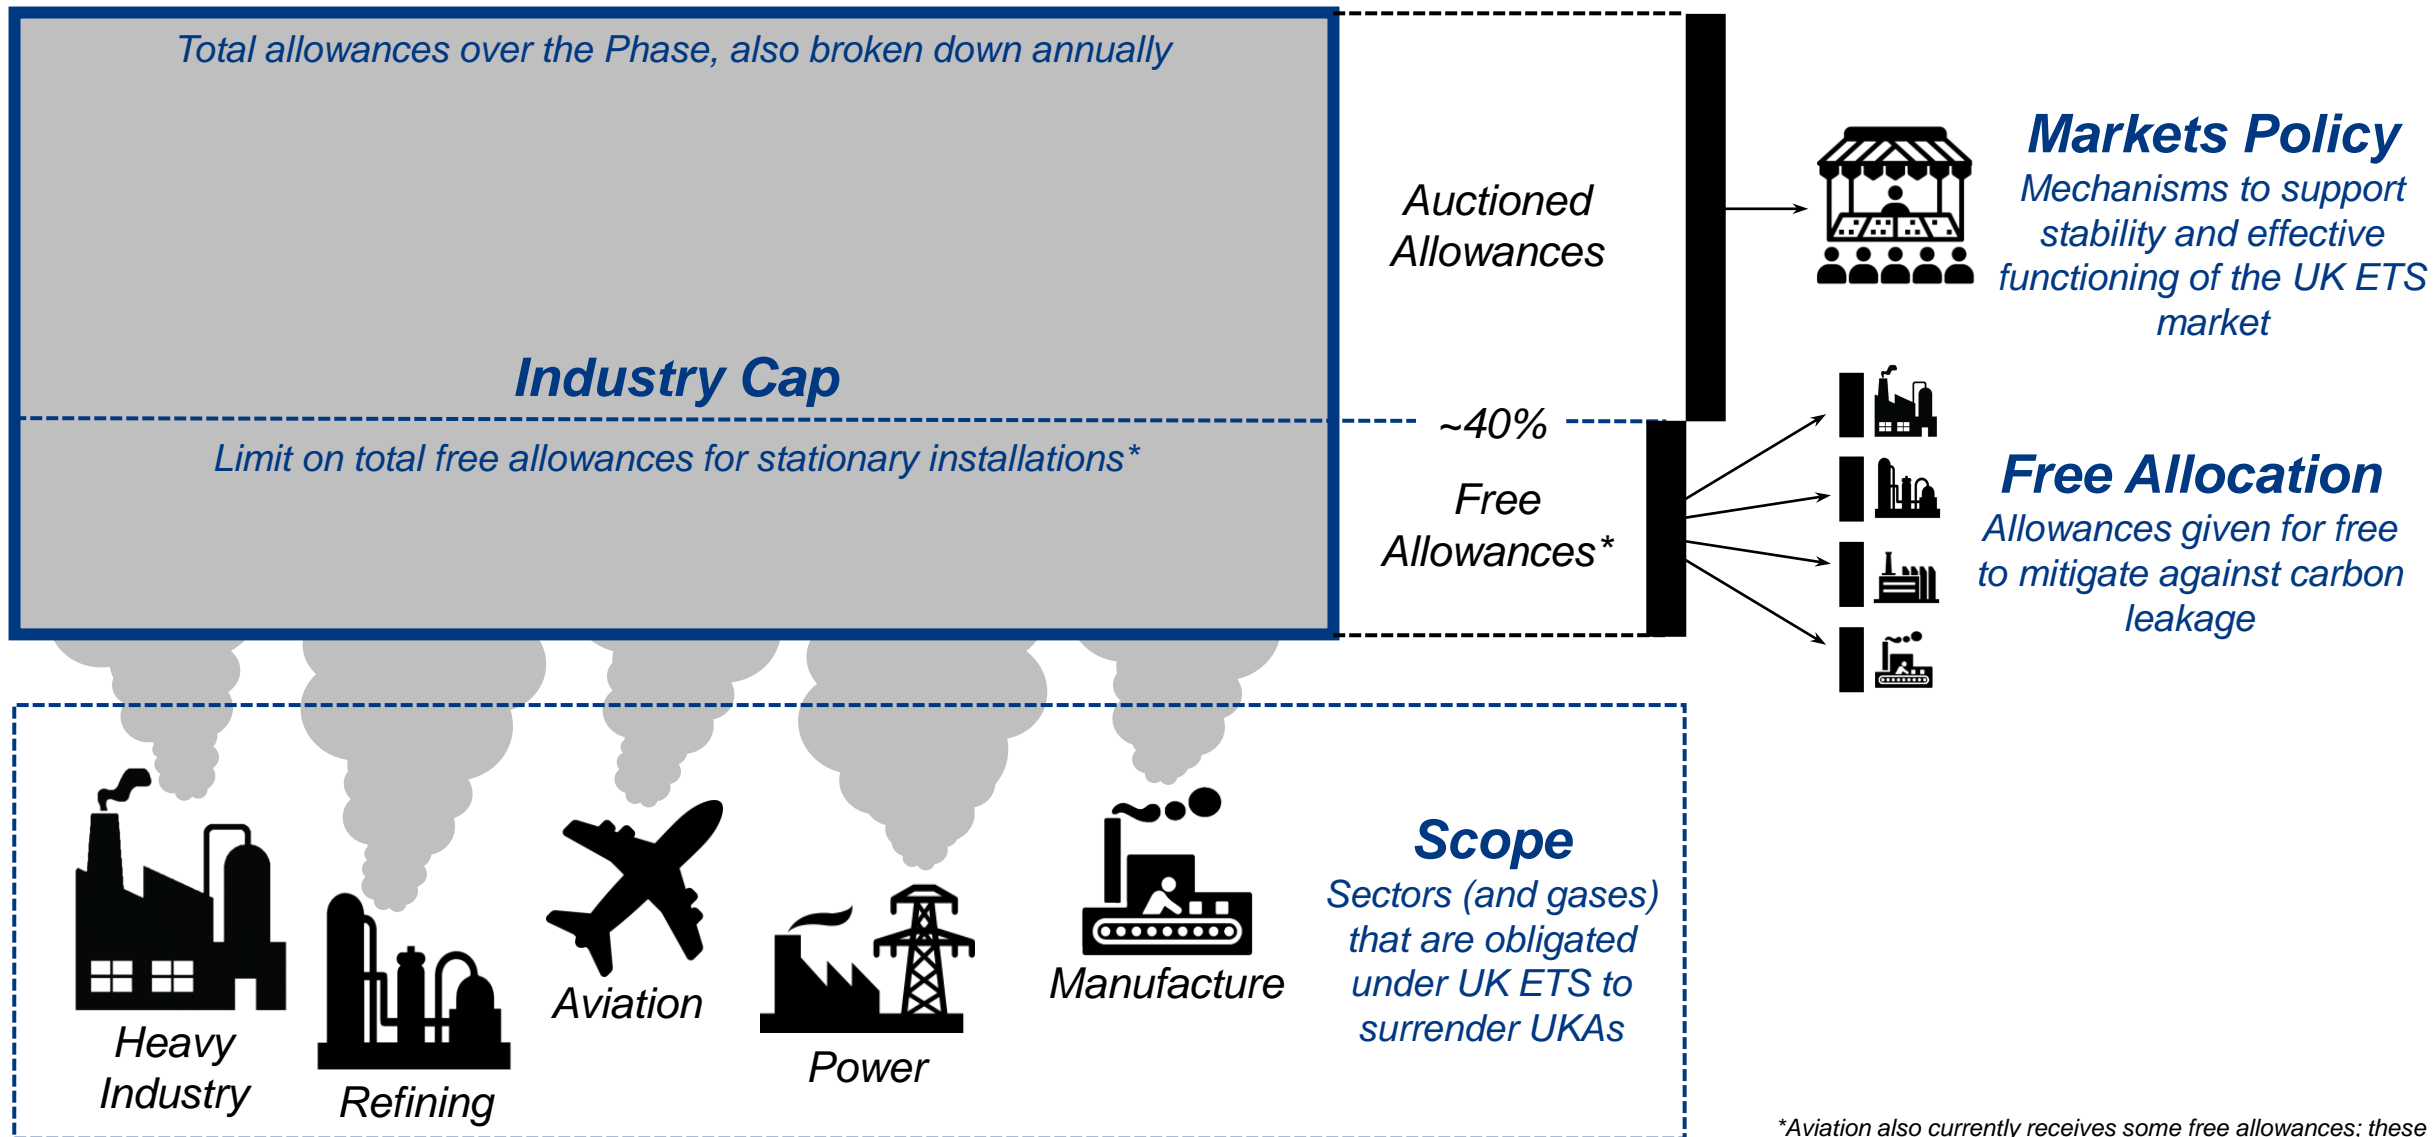 Total allowances over the Phase, also broken down annually
Industry Cap
Limit on total free allowances for stationary installations*
Auctioned
Allowances
~40%
Free
Allowances*
Markets Policy
Mechanisms to support
stability and effective
functioning of the UK ETS
market
Free Allocation
Allowances given for free
to mitigate against carbon
leakage
Heavy
Industry
Refining
Aviation
Power
Manufacture
Scope
Sectors (and gases)
that are obligated
under UK ETS to
surrender UKAs
*Aviation also currently receives some free allowances; these